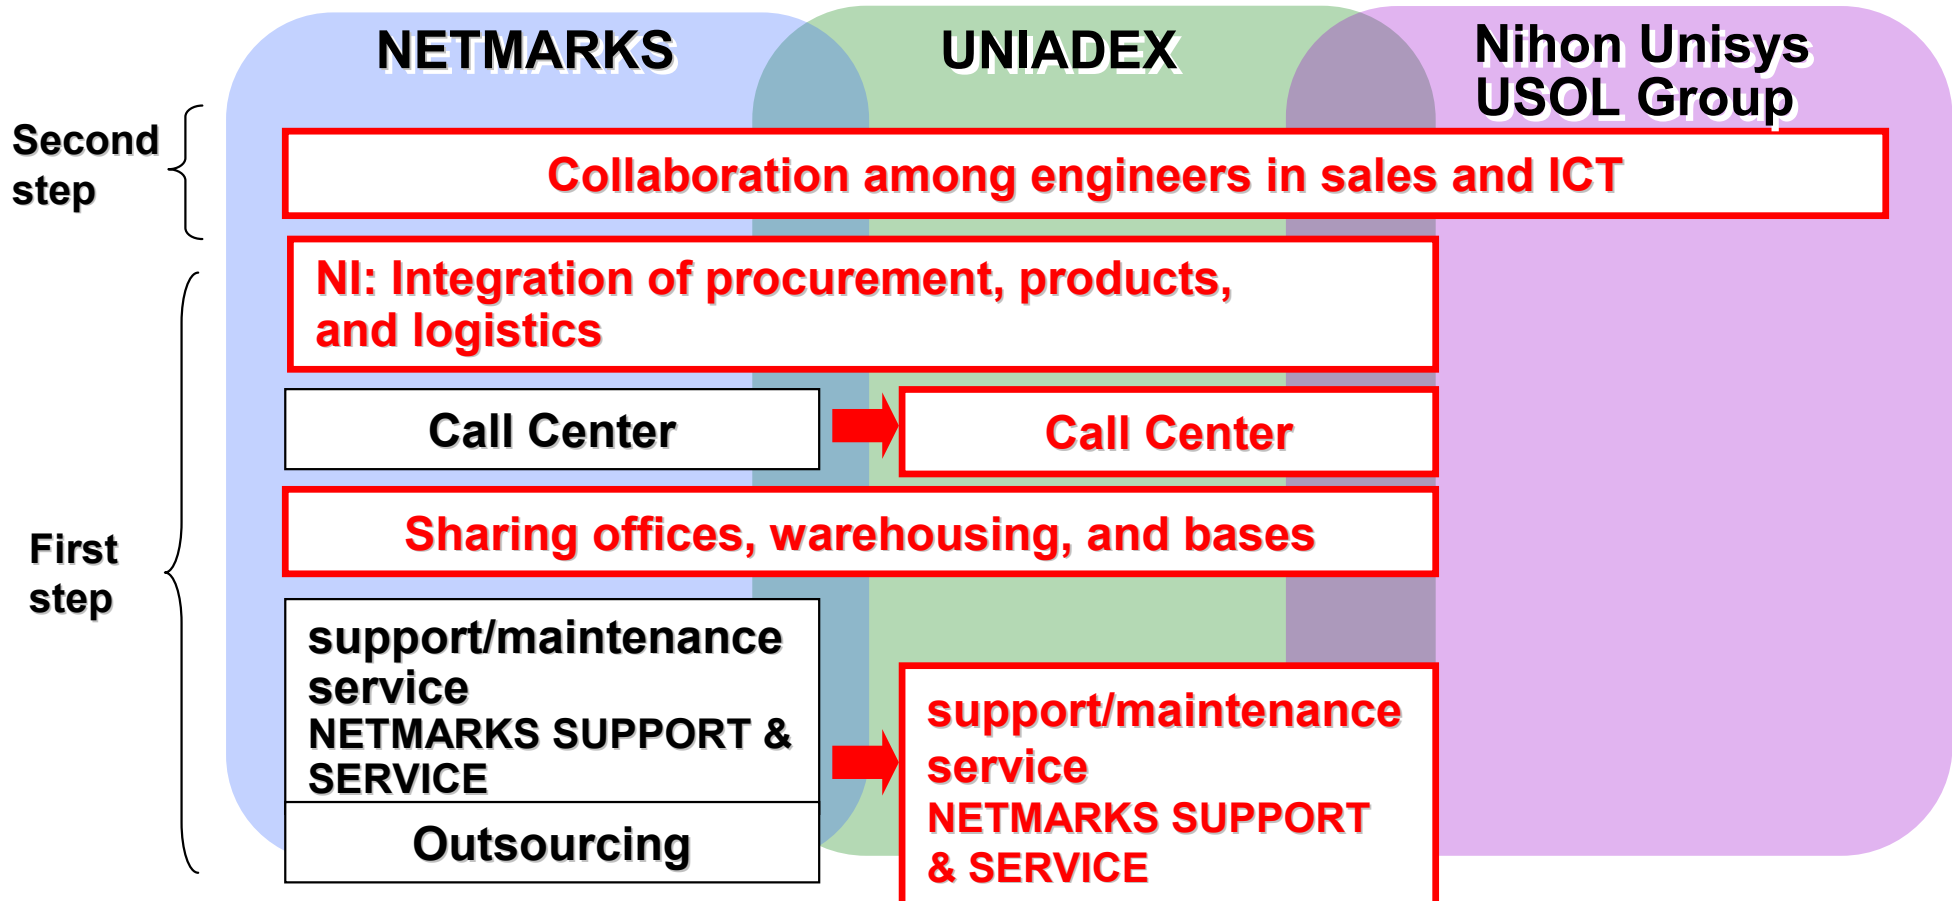 NETMARKS
UNIADEX
Nihon Unisys
USOL Group
Second
step
Collaboration among engineers in sales and ICT
NI: Integration of procurement, products,
and logistics
Call Center
Call Center
Sharing offices, warehousing, and bases
First
step
support/maintenance
service
NETMARKS SUPPORT &
SERVICE
Outsourcing
support/maintenance
service
NETMARKS SUPPORT
& SERVICE